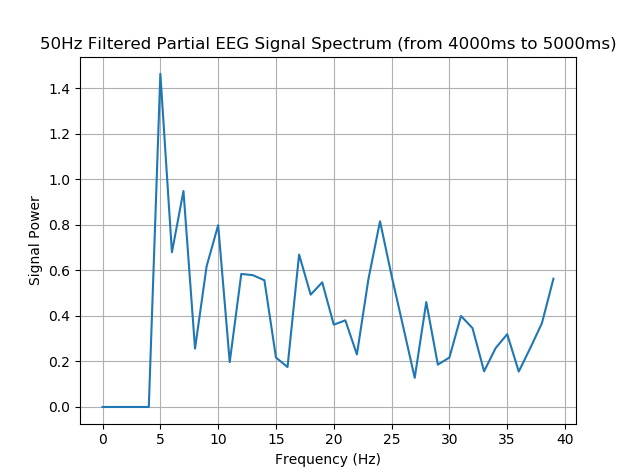 50Hz Filtered Partial EEG Signal Spectrum (from 4000ms to 5000ms)
Signal Power
1.4
1.2
1.0
0.8
0.6
0.4
0.2
0.0
0 5 10 15 20 25 30 35 40
Frequency (Hz)